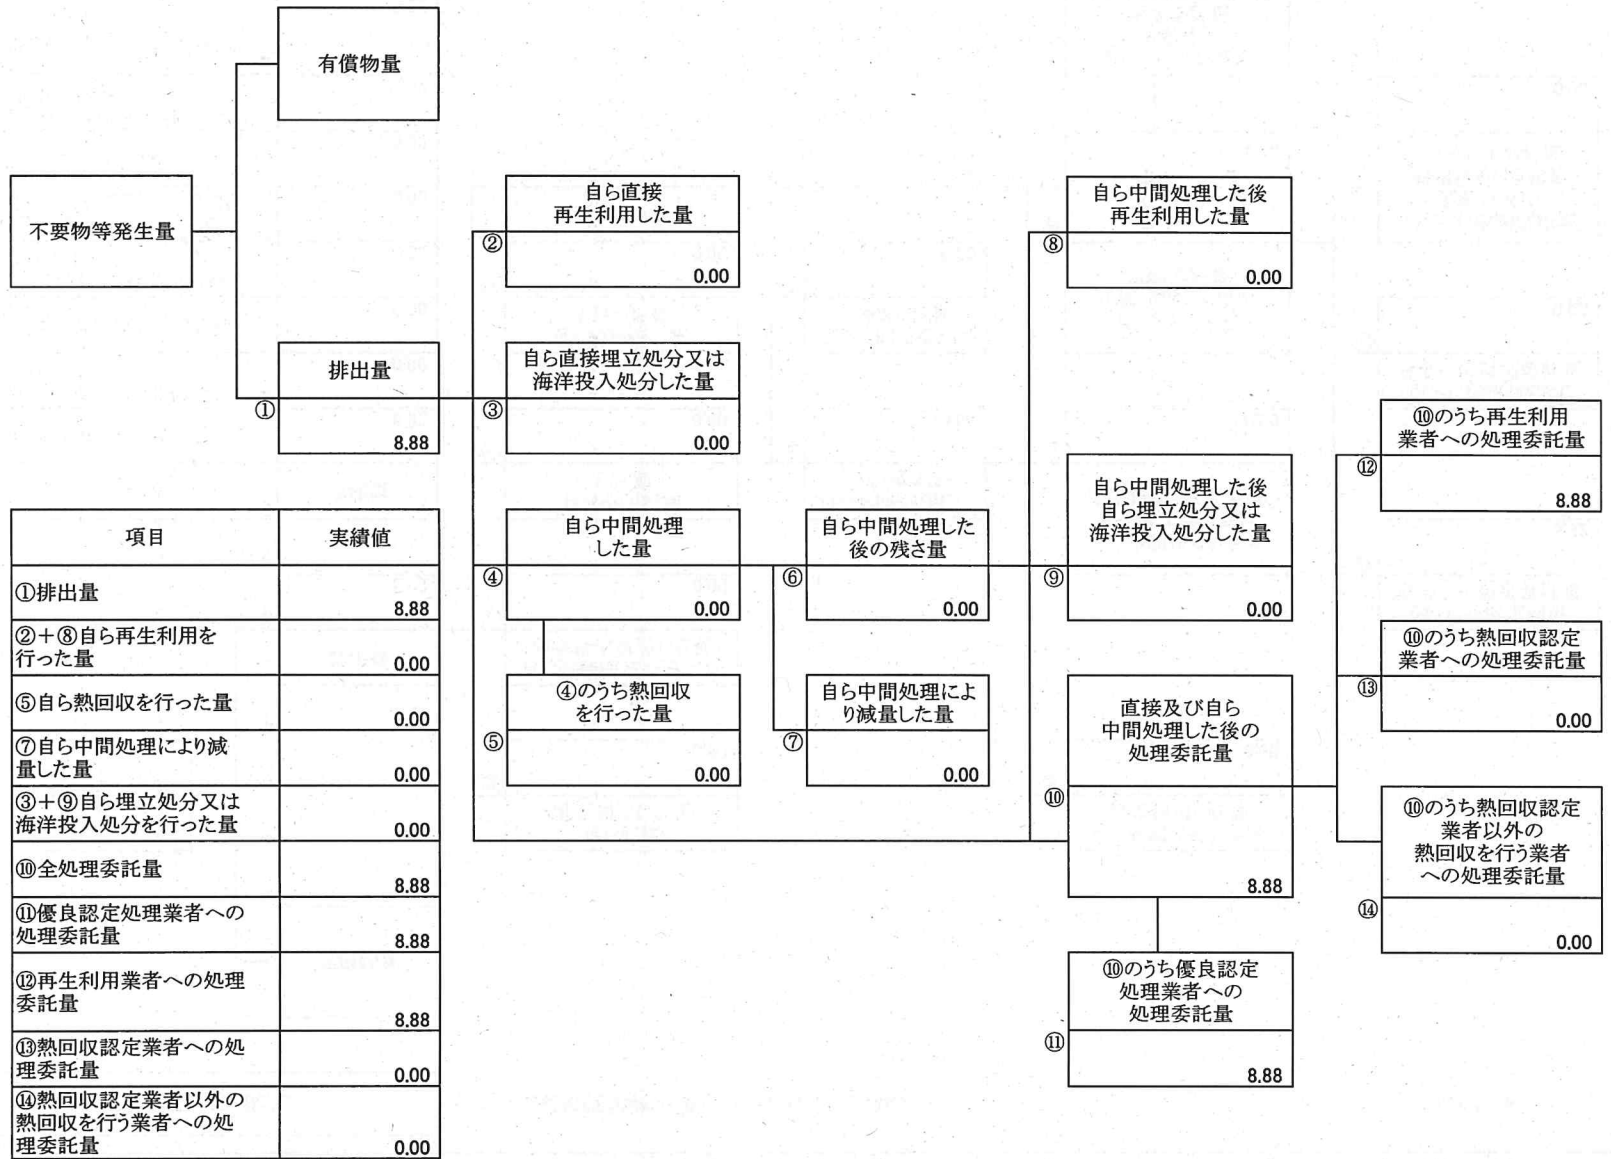 有償物量
不要物等発生量
排出量
①
8.88
自ら直接
再生利用した量
②
0.00
自ら直接埋立処分又は
海洋投入処分した量
③
0.00
自ら中間処理
した量
④
0.00
④のうち熱回収
を行った量
⑤
0.00
自ら中間処理した
後の残さ量
⑥
0.00
自ら中間処理によ
り減量した量
⑦
0.00
自ら中間処理した後
再生利用した量
⑧
0.00
自ら中間処理した後
自ら埋立処分又は
海洋投入処分した量
⑨
0.00
直接及び自ら
中間処理した後の
処理委託量
⑩
8.88
⑩のうち優良認定
処理業者への
処理委託量
⑪
8.88
⑩のうち再生利用
業者への処理委託量
⑫
8.88
⑩のうち熱回収認定
業者への処理委託量
⑬
0.00
⑩のうち熱回収認定
業者以外の
熱回収を行う業者
への処理委託量
⑭
0.00
項目 実績値
①排出量
8.88
②+⑧自ら再生利用を
行った量 0.00
⑤自ら熱回収を行った量
0.00
⑦自ら中間処理により減
量した量 0.00
③+⑨自ら埋立処分又は
海洋投入処分を行った量 0.00
⑩全処理委託量
8.88
⑪優良認定処理業者への
処理委託量 8.88
⑫再生利用業者への処理
委託量
8.88
⑬熱回収認定業者への処
理委託量 0.00
⑭熱回収認定業者以外の
熱回収を行う業者への処
理委託量 0.00